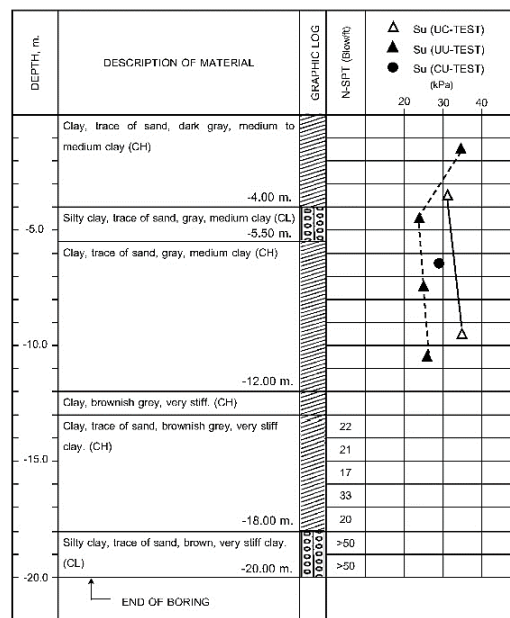 DEPTH, m.
DESCRIPTION OF MATERIAL
GRAPHIC LOG
N-SPT (Blow/ft)
Su (UC-TEST)
Su (UU-TEST)
Su (CU-TEST)
(kPa)
20 30 40
Clay, trace of sand, dark gray, medium to
medium clay (CH)
-4.00 m.
Silty clay, trace of sand, gray, medium clay (CL)
-5.0
-5.50 m.
Clay, trace of sand, gray, medium clay (CH)
-10.0
-12.00 m.
Clay, brownish grey, very stiff. (CH)
Clay, trace of sand, brownish grey, very stiff
clay. (CH)
22
21
-15.0
17
33
-18.00 m.
20
Silty clay, trace of sand, brown, very stiff clay.
(CL)
>50
-20.00 m.
>50
-20.0
END OF BORING